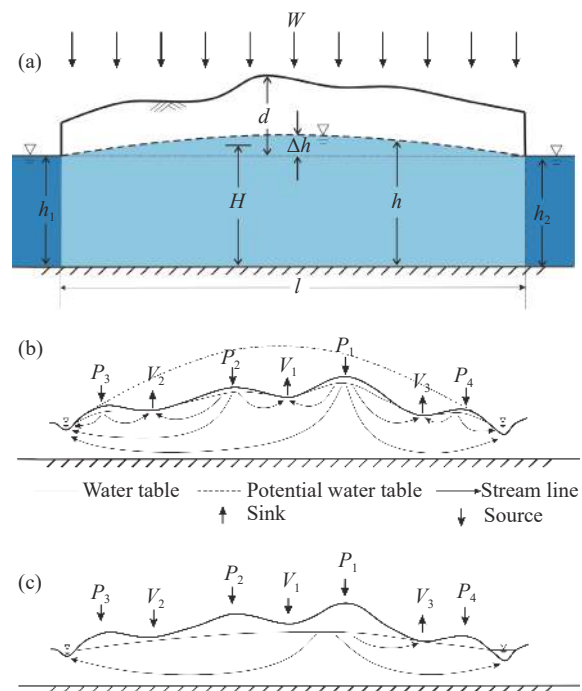 W
(a)
d
Δh
h₁
H
h
h₂
l
(b)
P₃
V₂
P₂
V₁
P₁
V₃
P₄
Water table
Potential water table
Stream line
Sink
Source
(c)
P₃
V₂
P₂
V₁
P₁
V₃
P₄